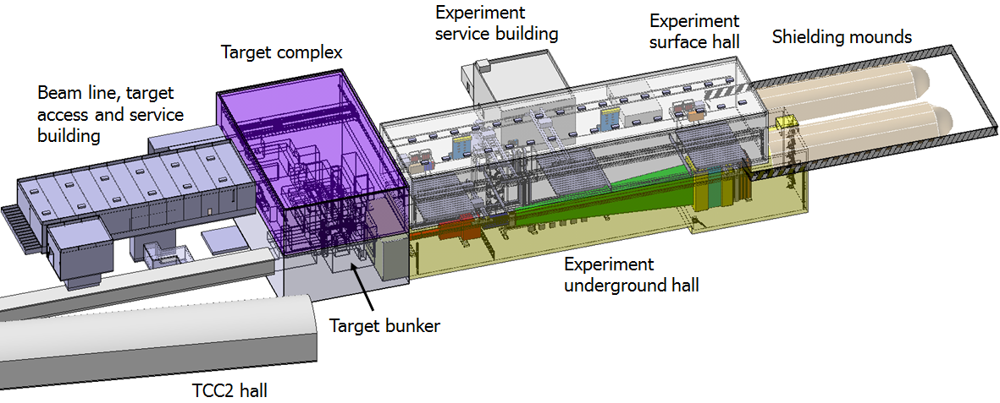 Experiment
service building
Experiment
surface hall
Shielding mounds
Target complex
Beam line, target
access and service
building
Experiment
underground hall
Target bunker
TCC2 hall